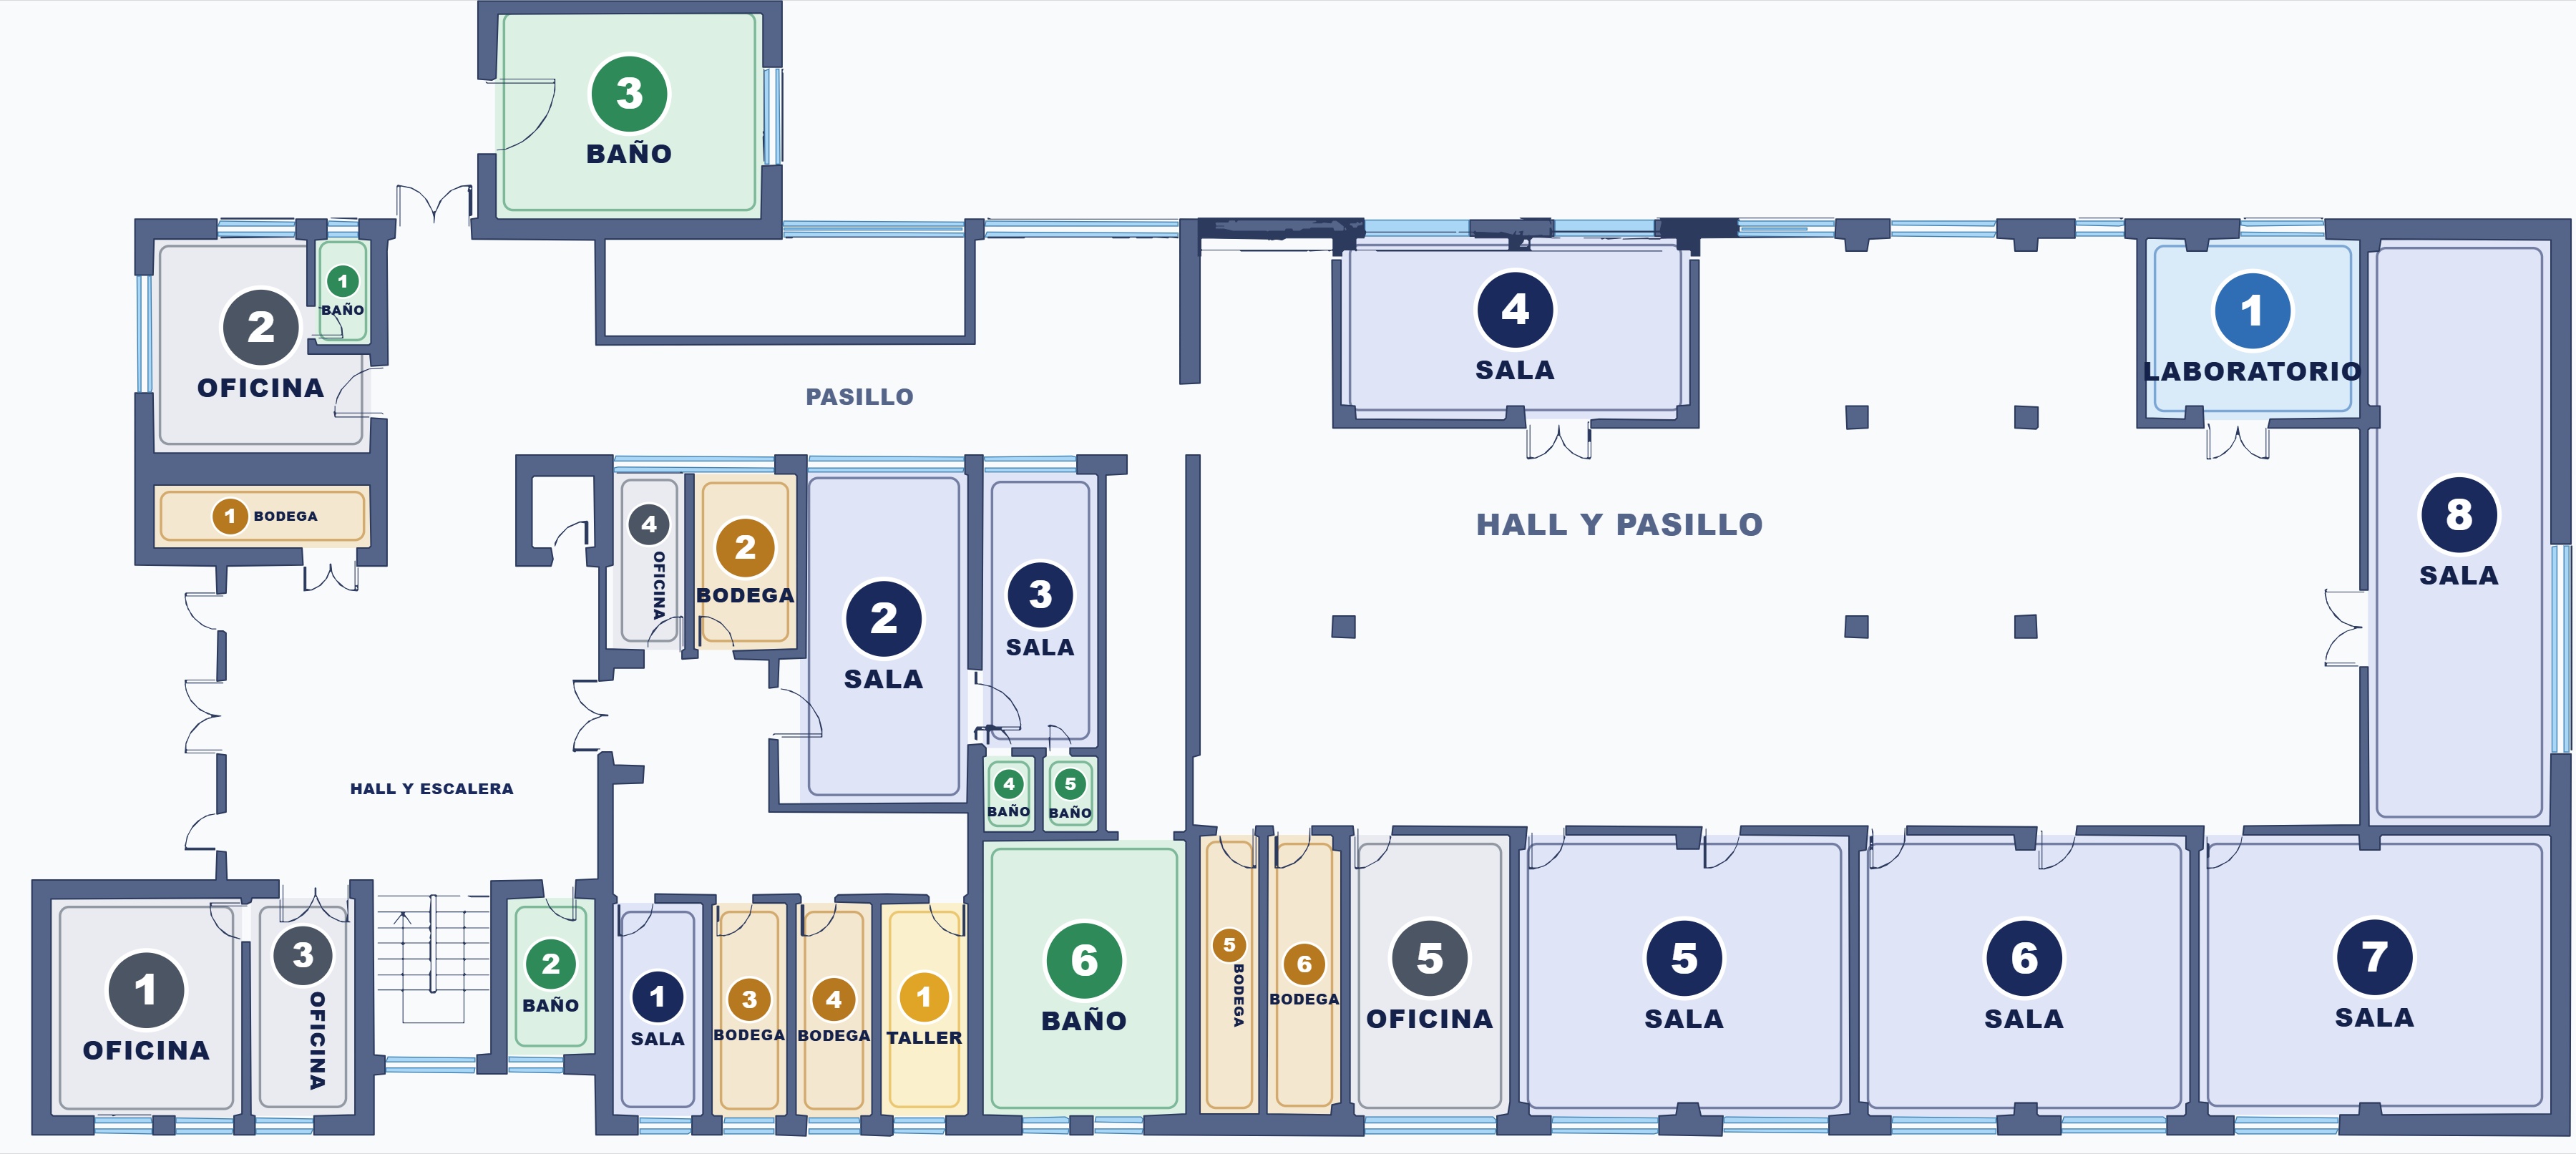 3
BAÑO
1
BAÑO
2
OFICINA
4
SALA
1
LABORATORIO
PASILLO
1 BODEGA
4
OFICINA
2
BODEGA
2
SALA
3
SALA
HALL Y PASILLO
8
SALA
HALL Y ESCALERA
4
BAÑO
5
BAÑO
1
OFICINA
3
OFICINA
2
BAÑO
1
SALA
3
BODEGA
4
BODEGA
1
TALLER
6
BAÑO
5
BODEGA
6
BODEGA
5
OFICINA
5
SALA
6
SALA
7
SALA